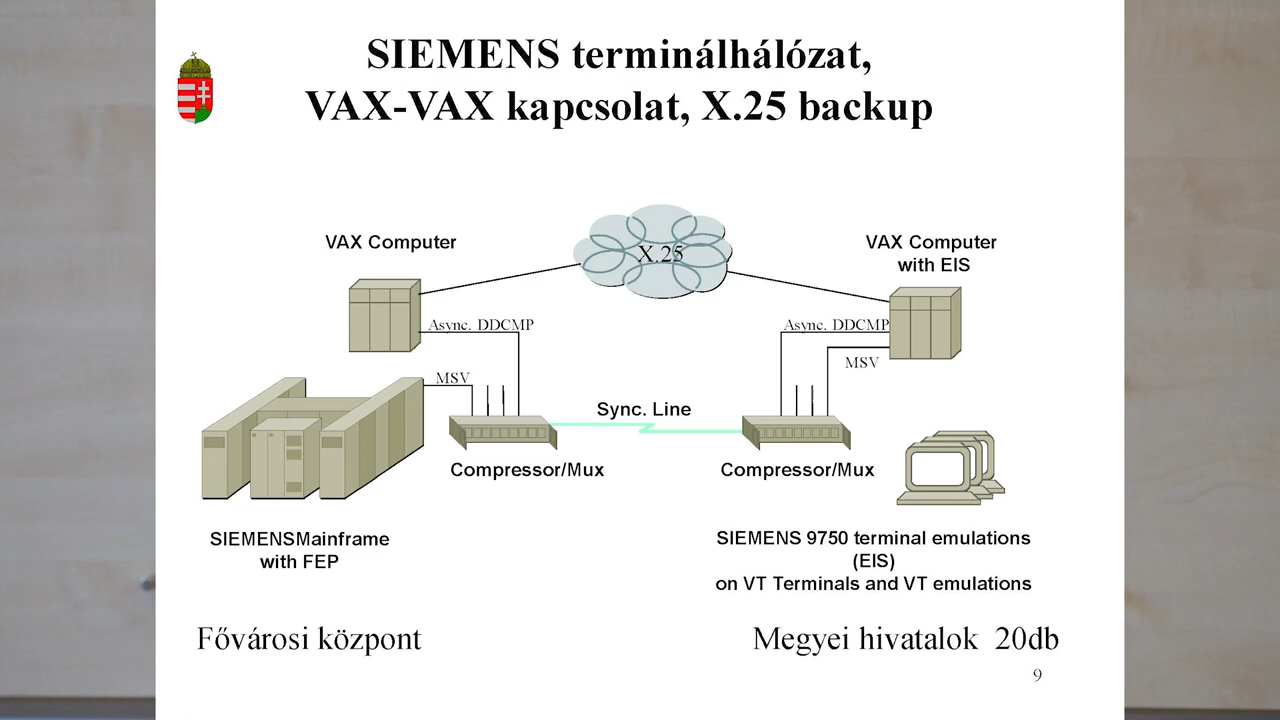 SIEMENS terminálhálózat,
VAX-VAX kapcsolat, X.25 backup
VAX Computer
X.25
VAX Computer
with EIS
Async. DDCMP
Async. DDCMP
MSV
MSV
Sync. Line
Compressor/Mux
Compressor/Mux
SIEMENSMainframe
with FEP
SIEMENS 9750 terminal emulations
(EIS)
on VT Terminals and VT emulations
Fővárosi központ
Megyei hivatalok 20db
9